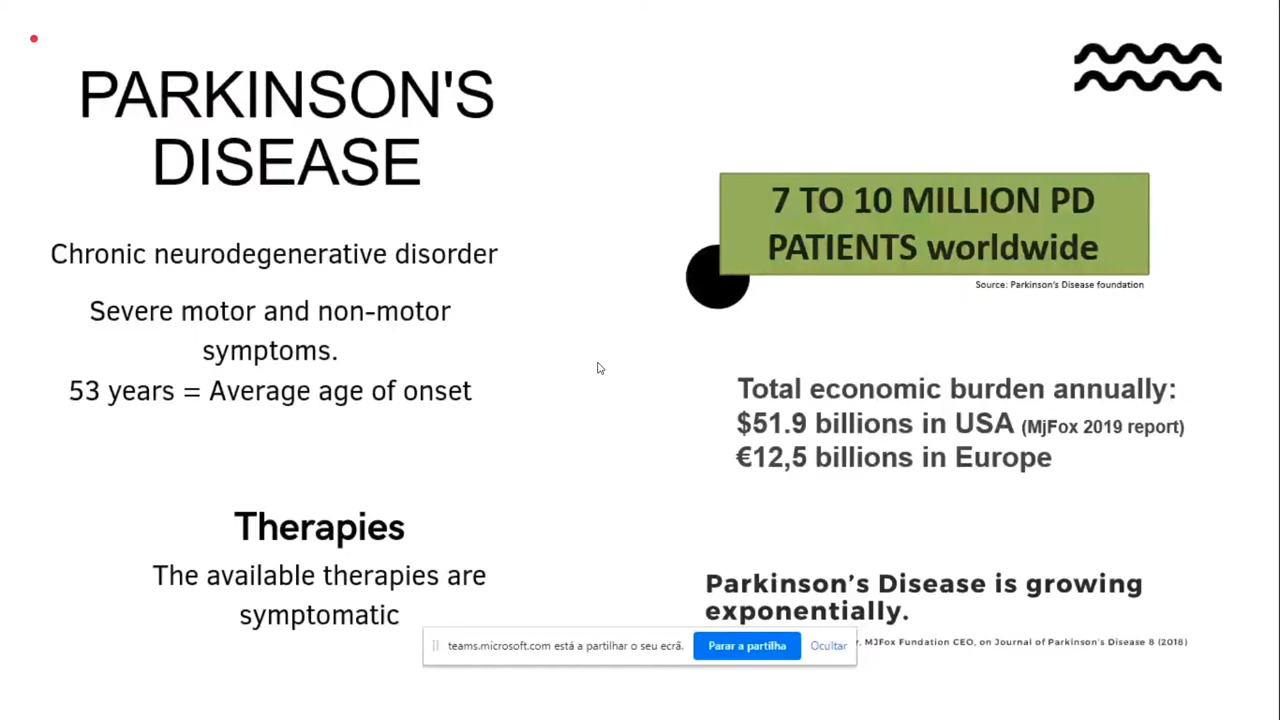 PARKINSON'S
DISEASE
Chronic neurodegenerative disorder
Severe motor and non-motor
symptoms.
53 years = Average age of onset
Therapies
The available therapies are
symptomatic
7 TO 10 MILLION PD
PATIENTS worldwide
Source: Parkinson's Disease foundation
Total economic burden annually:
$51.9 billions in USA (MjFox 2019 report)
€12,5 billions in Europe
Parkinson’s Disease is growing
exponentially.
MJFox Fundation CEO, on Journal of Parkinson's Disease 8 (2018)
teams.microsoft.com está a partilhar o seu ecrã.
Parar a partilha
Ocultar